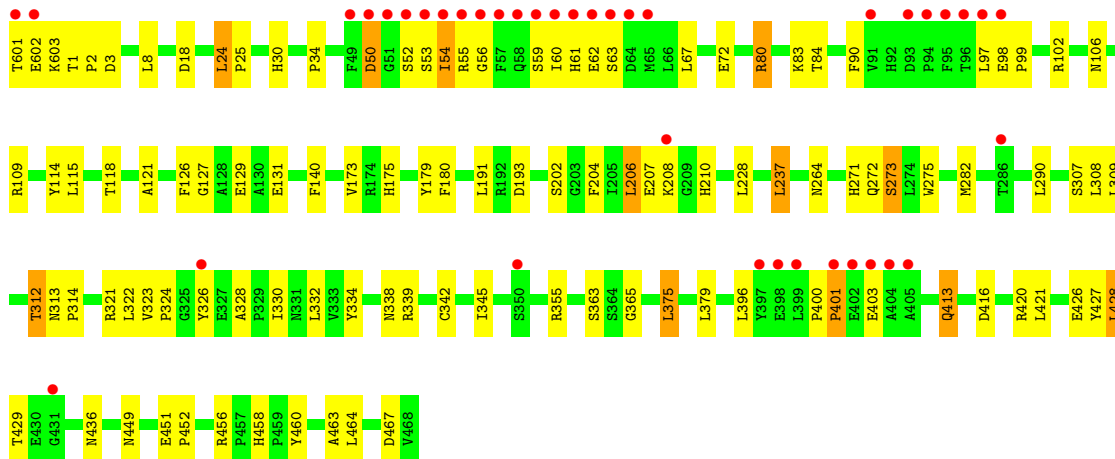 T601 E602 K603 T1 P2 D3 L8 D18 L24 P25 H30 P34 F49 D50 G51 S52 S53 I54 R55 G56 F57 Q58 S59 I60 H61 E62 S63 D64 M65 L66 L67 E72 R80 K83 T84 F90 V91 H92 D93 P94 F95 T96 L97 E98 P99 R102 N106
R109 Y114 L115 T118 A121 F126 G127 A128 E129 A130 E131 F140 V173 R174 H175 Y179 F180 L191 R192 D193 S202 G203 F204 I205 L206 E207 K208 G209 H210 L228 L237 N264 H271 Q272 S273 L274 W275 M282 T286 L290 S307 L308 L309
T312 N313 P314 R321 L322 V323 P324 G325 Y326 E327 A328 P329 I330 N331 L332 V333 Y334 N338 R339 C342 I345 S350 R355 S363 S364 G365 L375 L379 L396 Y397 E398 L399 P400 P401 E402 E403 A404 A405 Q413 D416 R420 L421 E426 Y427 L428
T429 E430 G431 N436 N449 E451 P452 R456 P457 H458 P459 Y460 A463 L464 D467 V468